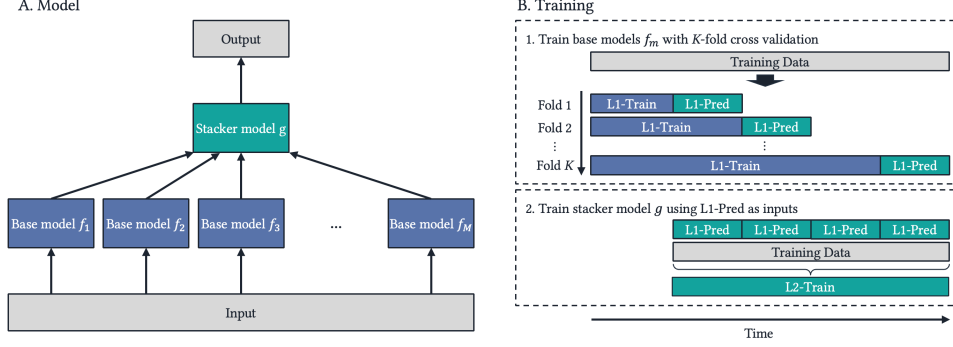 A. Model
Output
Stacker model g
Base model f₁
Base model f₂
Base model f₃
...
Base model f_M
Input
B. Training
1. Train base models f_m with K-fold cross validation
Training Data
Fold 1
L1-Train
L1-Pred
Fold 2
L1-Train
L1-Pred
⋮
⋮
Fold K
L1-Train
L1-Pred
2. Train stacker model g using L1-Pred as inputs
L1-Pred
L1-Pred
L1-Pred
L1-Pred
Training Data
L2-Train
Time